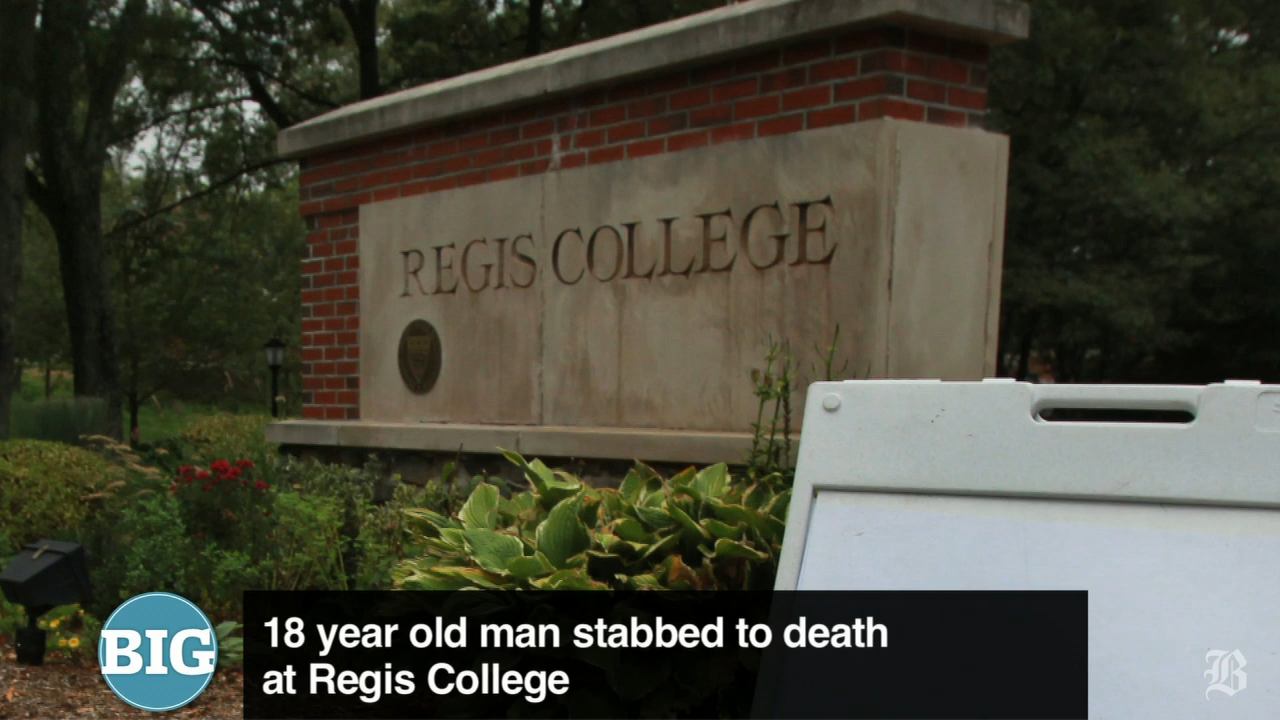 REGIS COLLEGE
BIG
18 year old man stabbed to death
at Regis College
B